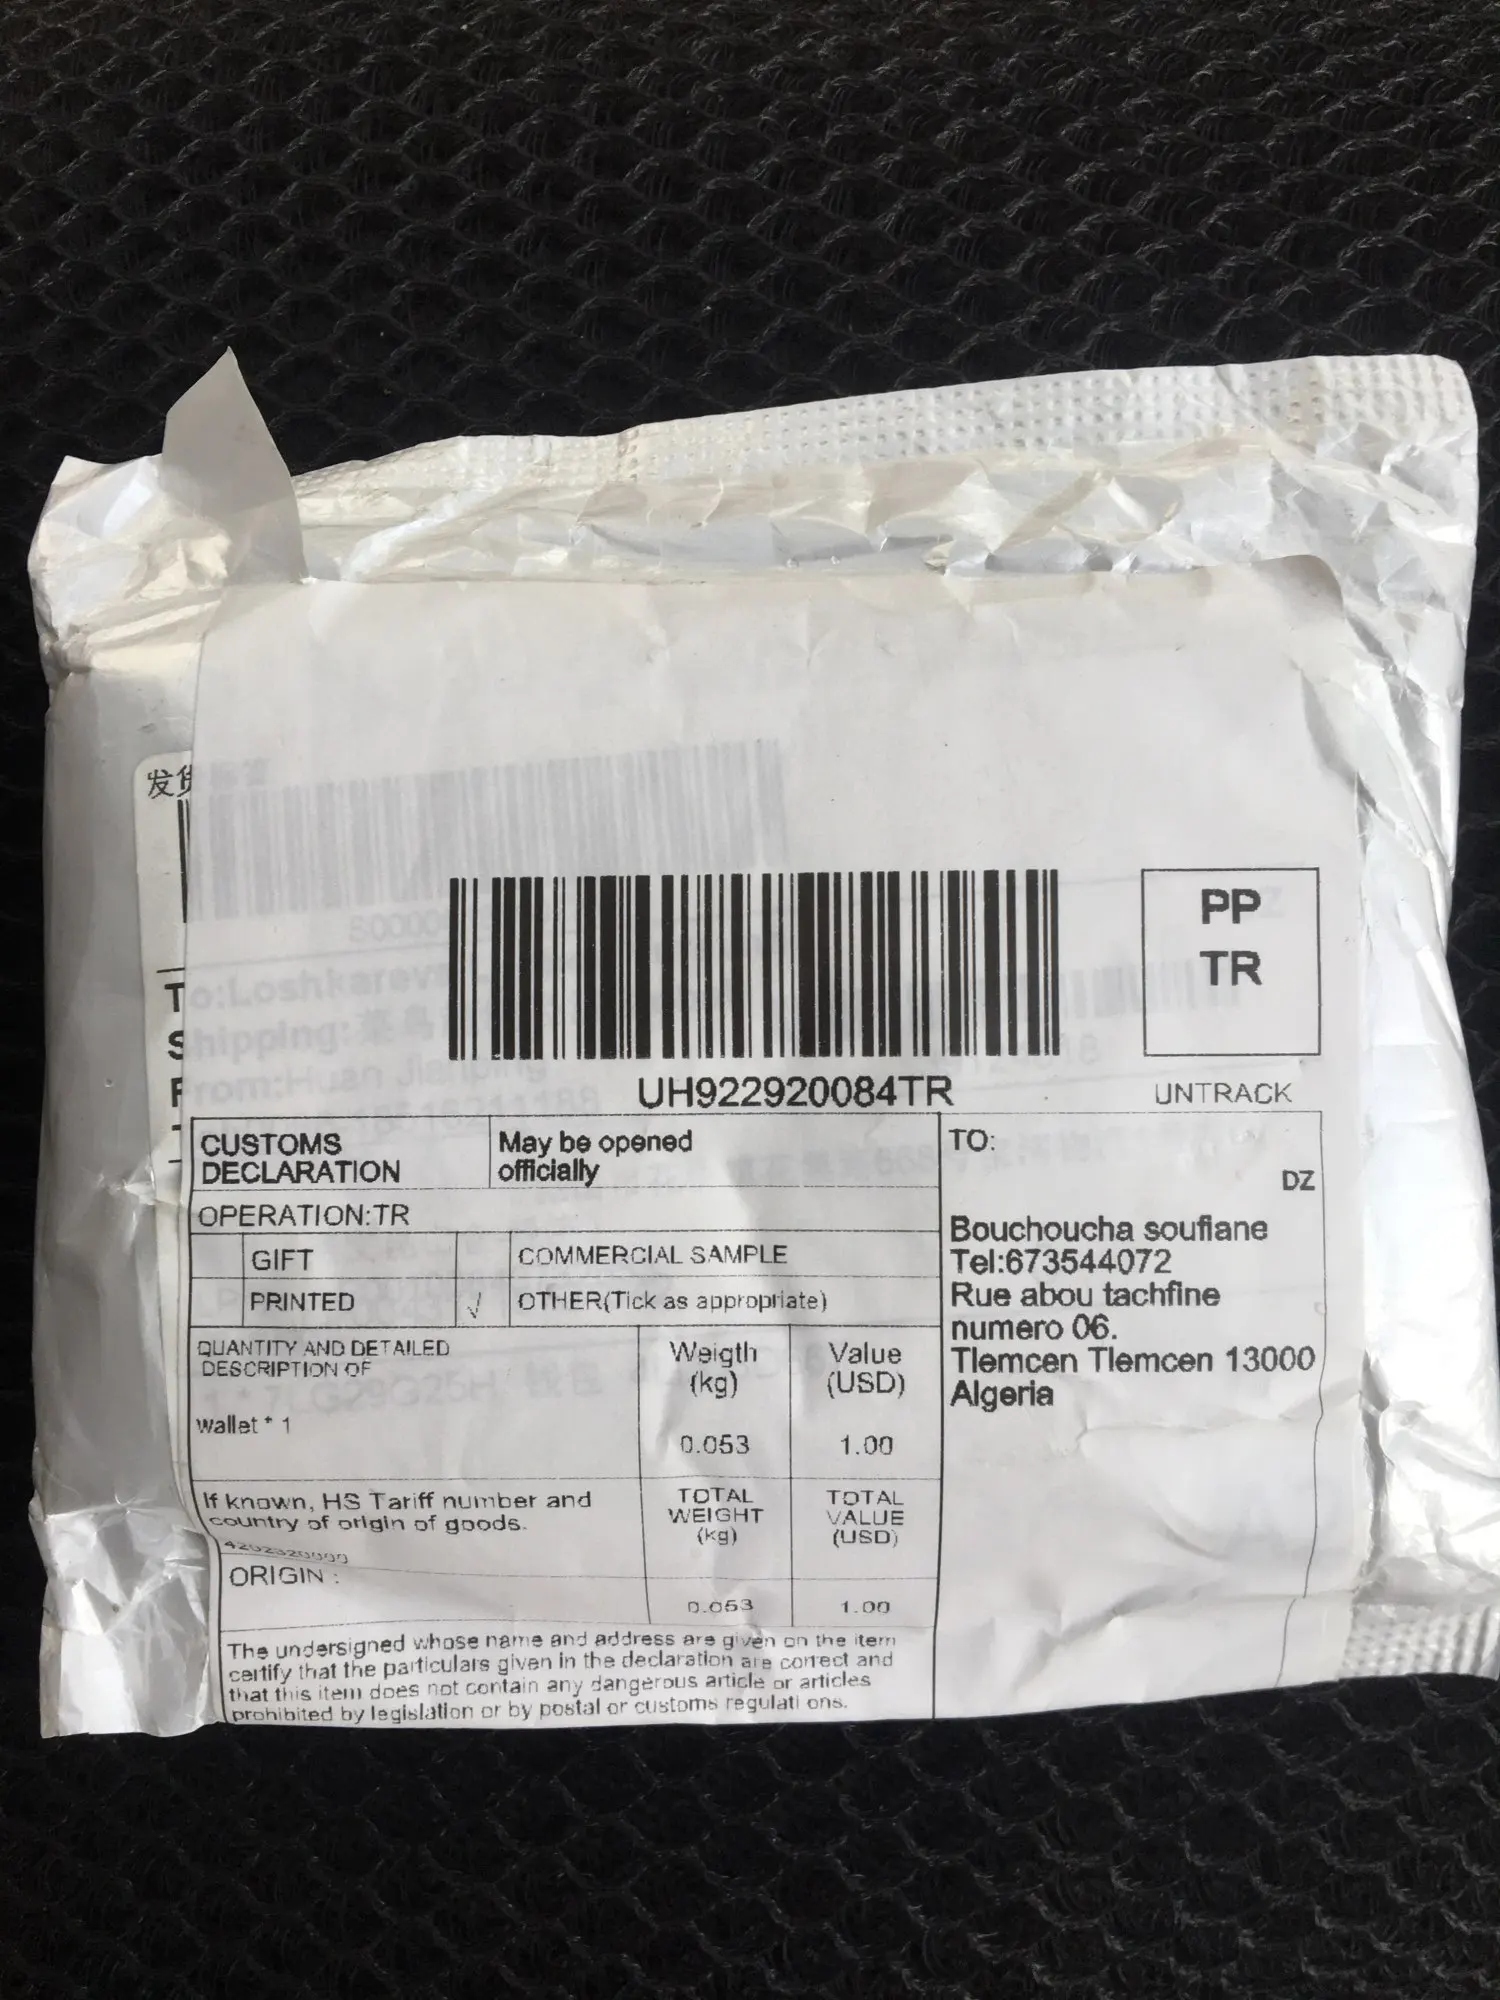 发货
PP
TR
UH922920084TR
UNTRACK
CUSTOMS
DECLARATION
May be opened
officially
OPERATION:TR
GIFT
COMMERCIAL SAMPLE
PRINTED
√
OTHER(Tick as appropriate)
QUANTITY AND DETAILED
DESCRIPTION OF
Weigth
(kg)
Value
(USD)
wallet * 1
0.053
1.00
If known, HS Tariff number and
country of origin of goods.
4202320000
TOTAL
WEIGHT
(kg)
TOTAL
VALUE
(USD)
ORIGIN :
0.053
1.00
The undersigned whose name and address are given on the item
certify that the particulars given in the declaration are correct and
that this item does not contain any dangerous article or articles
prohibited by legislation or by postal or customs regulati ons.
TO:
DZ
Bouchoucha soufiane
Tel:673544072
Rue abou tachfine
numero 06.
Tlemcen Tlemcen 13000
Algeria
To:Loshkareva
Shipping:
From:Huan Jianping